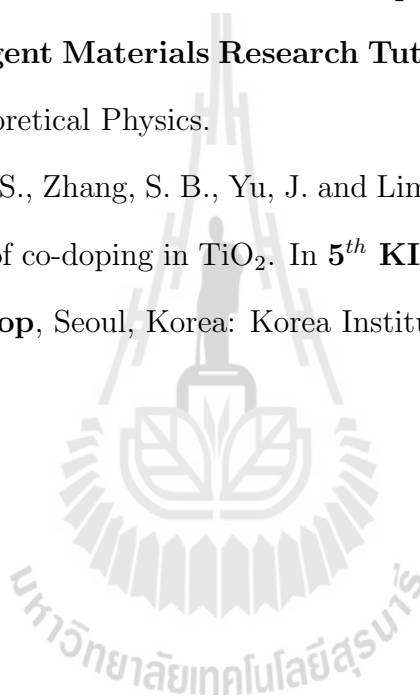 gent Materials Research Tut
oretical Physics.
S., Zhang, S. B., Yu, J. and Lim
of co-doping in TiO₂. In 5ᵗʰ KI
op, Seoul, Korea: Korea Institu
มหาวิทยาลัยเทคโนโลยีสุรนารี